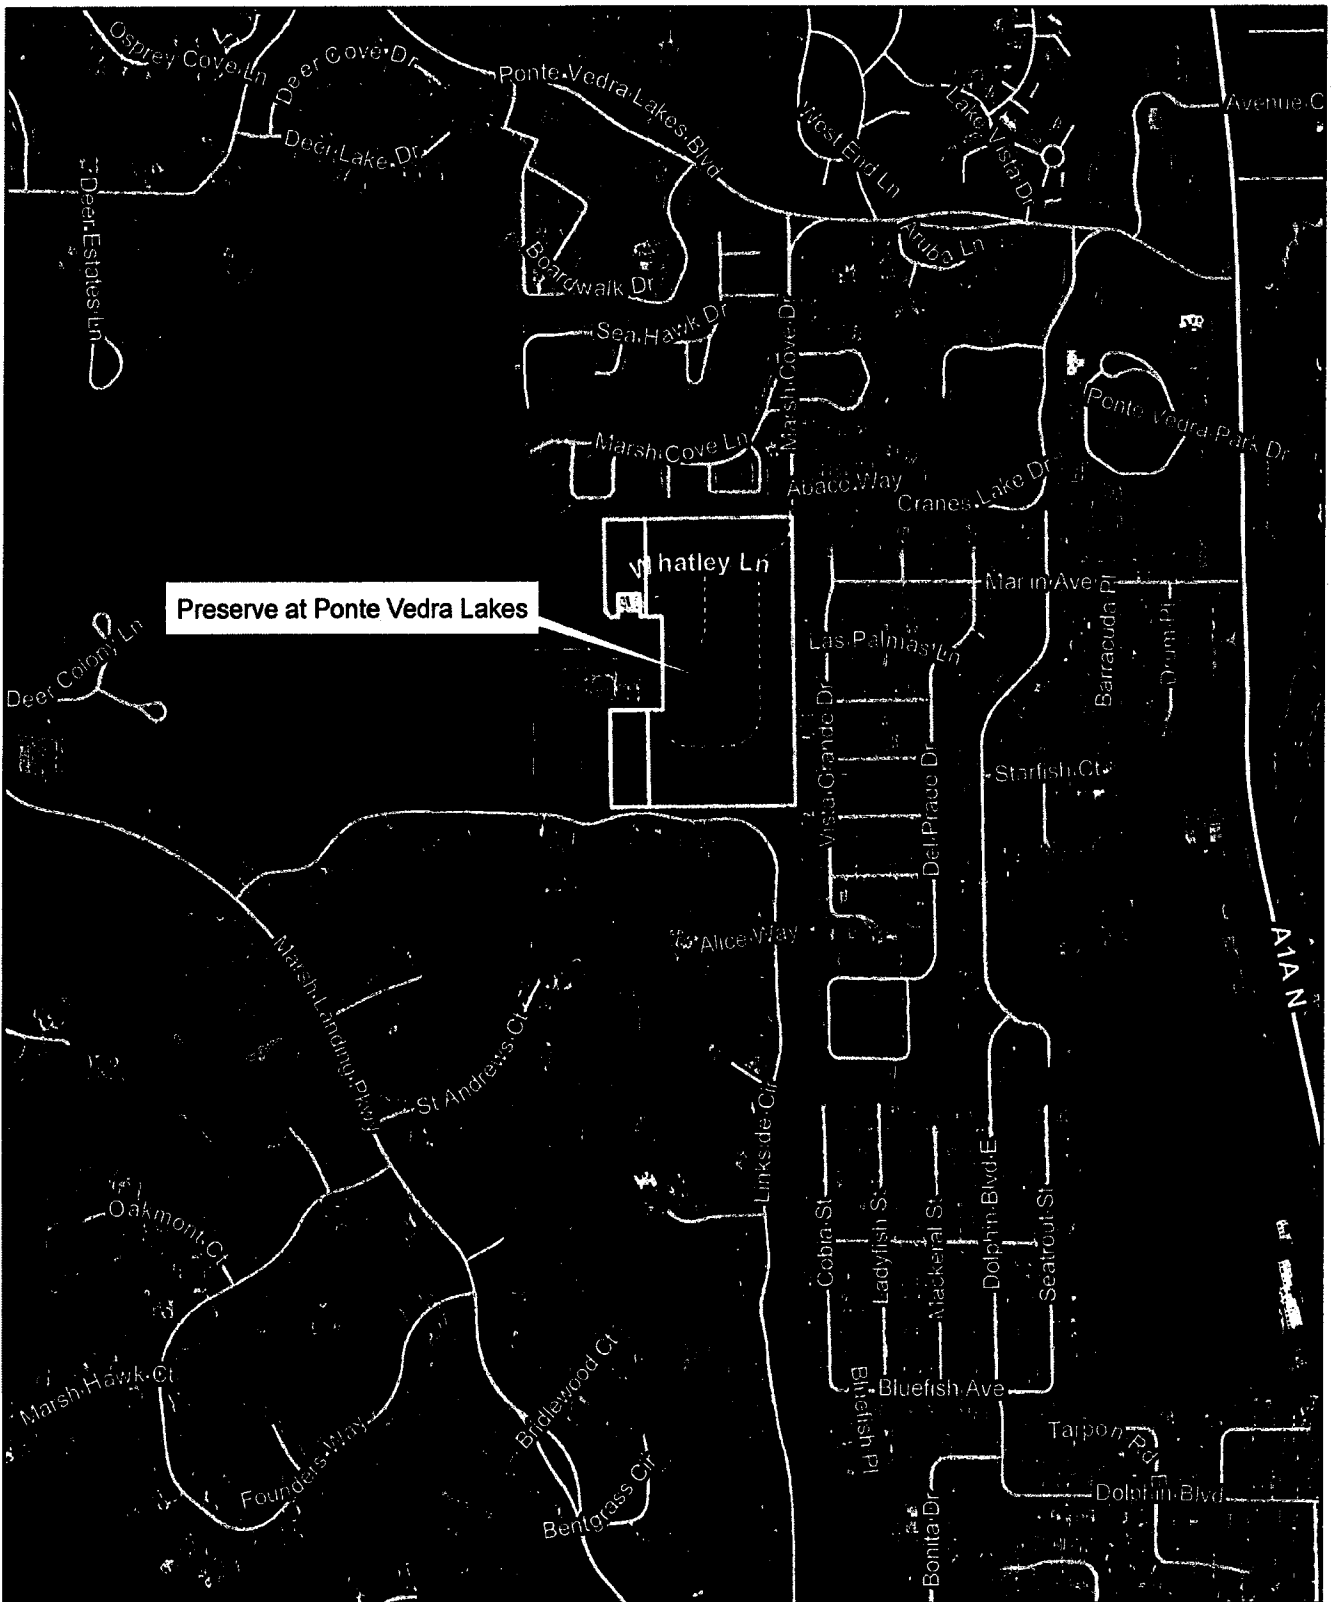 Osprey Cove Ln
Deer Cove Dr
Ponte Vedra Lakes Blvd
Lake Vista Dr
Avenue C
West End Ln
Deer Lake Dr
Deer Estates Ln
Aruba Ln
Boardwalk Dr
Sea Hawk Dr
Marsh Cove Dr
Ponte Vedra Park Dr
Marsh Cove Ln
Abaco Way
Cranes Lake Dr
Whatley Ln
Marlin Ave
Preserve at Ponte Vedra Lakes
Barracuda Pl
Drum Pl
Las Palmas Ln
Deer Colony Ln
Vista Grande Dr
Del Prado Dr
Starfish Ct
Alice Way
A1A N
Marsh Landing Pkwy
St Andrews Ct
Linkside Cir
Cobia St
Ladyfish St
Mackeral St
Dolphin Blvd E
Seatrout St
Oakmont Ct
Marsh Hawk Ct
Bridlewood Ct
Bluefish Pl
Bluefish Ave
Founders Way
Bentgrass Cir
Tarpon Rd
Dolphin Blvd
Bonita Dr